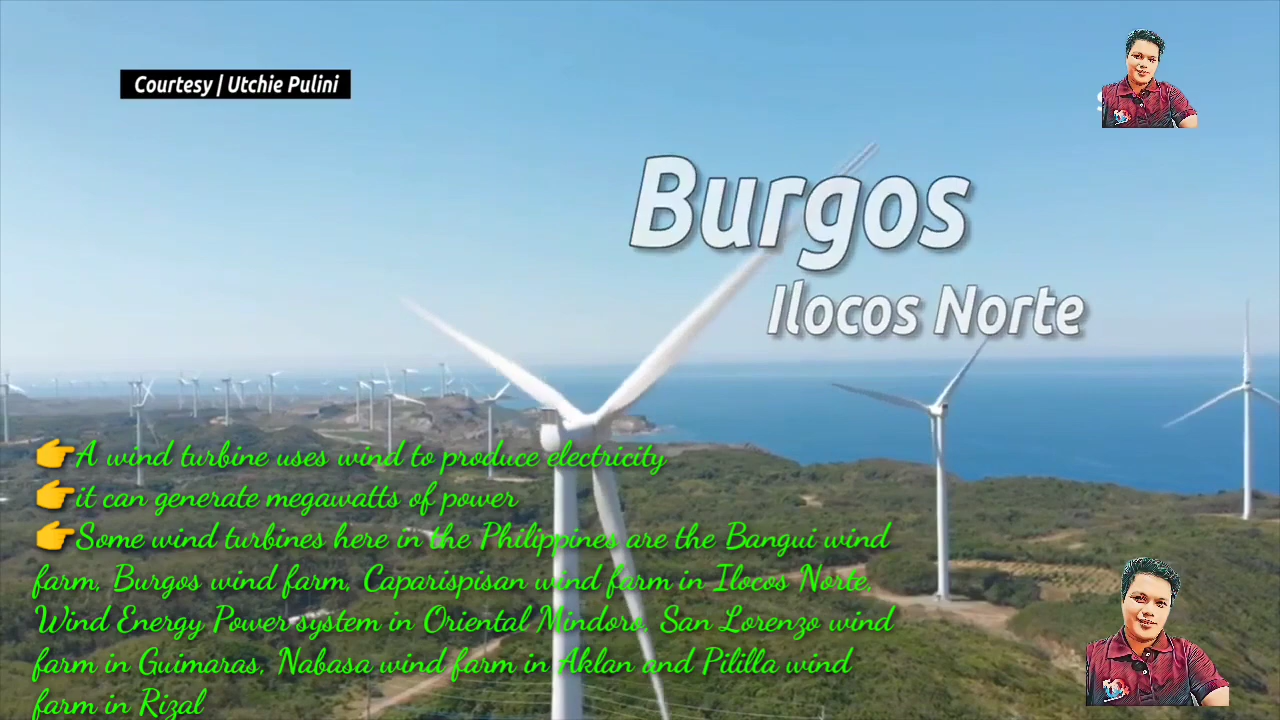 Courtesy | Utchie Pulini
Burgos
Ilocos Norte
👉A wind turbine uses wind to produce electricity
👉it can generate megawatts of power
👉Some wind turbines here in the Philippines are the Bangui wind
farm, Burgos wind farm, Caparispisan wind farm in Ilocos Norte,
Wind Energy Power system in Oriental Mindoro, San Lorenzo wind
farm in Guimaras, Nabasa wind farm in Aklan and Pililla wind
farm in Rizal